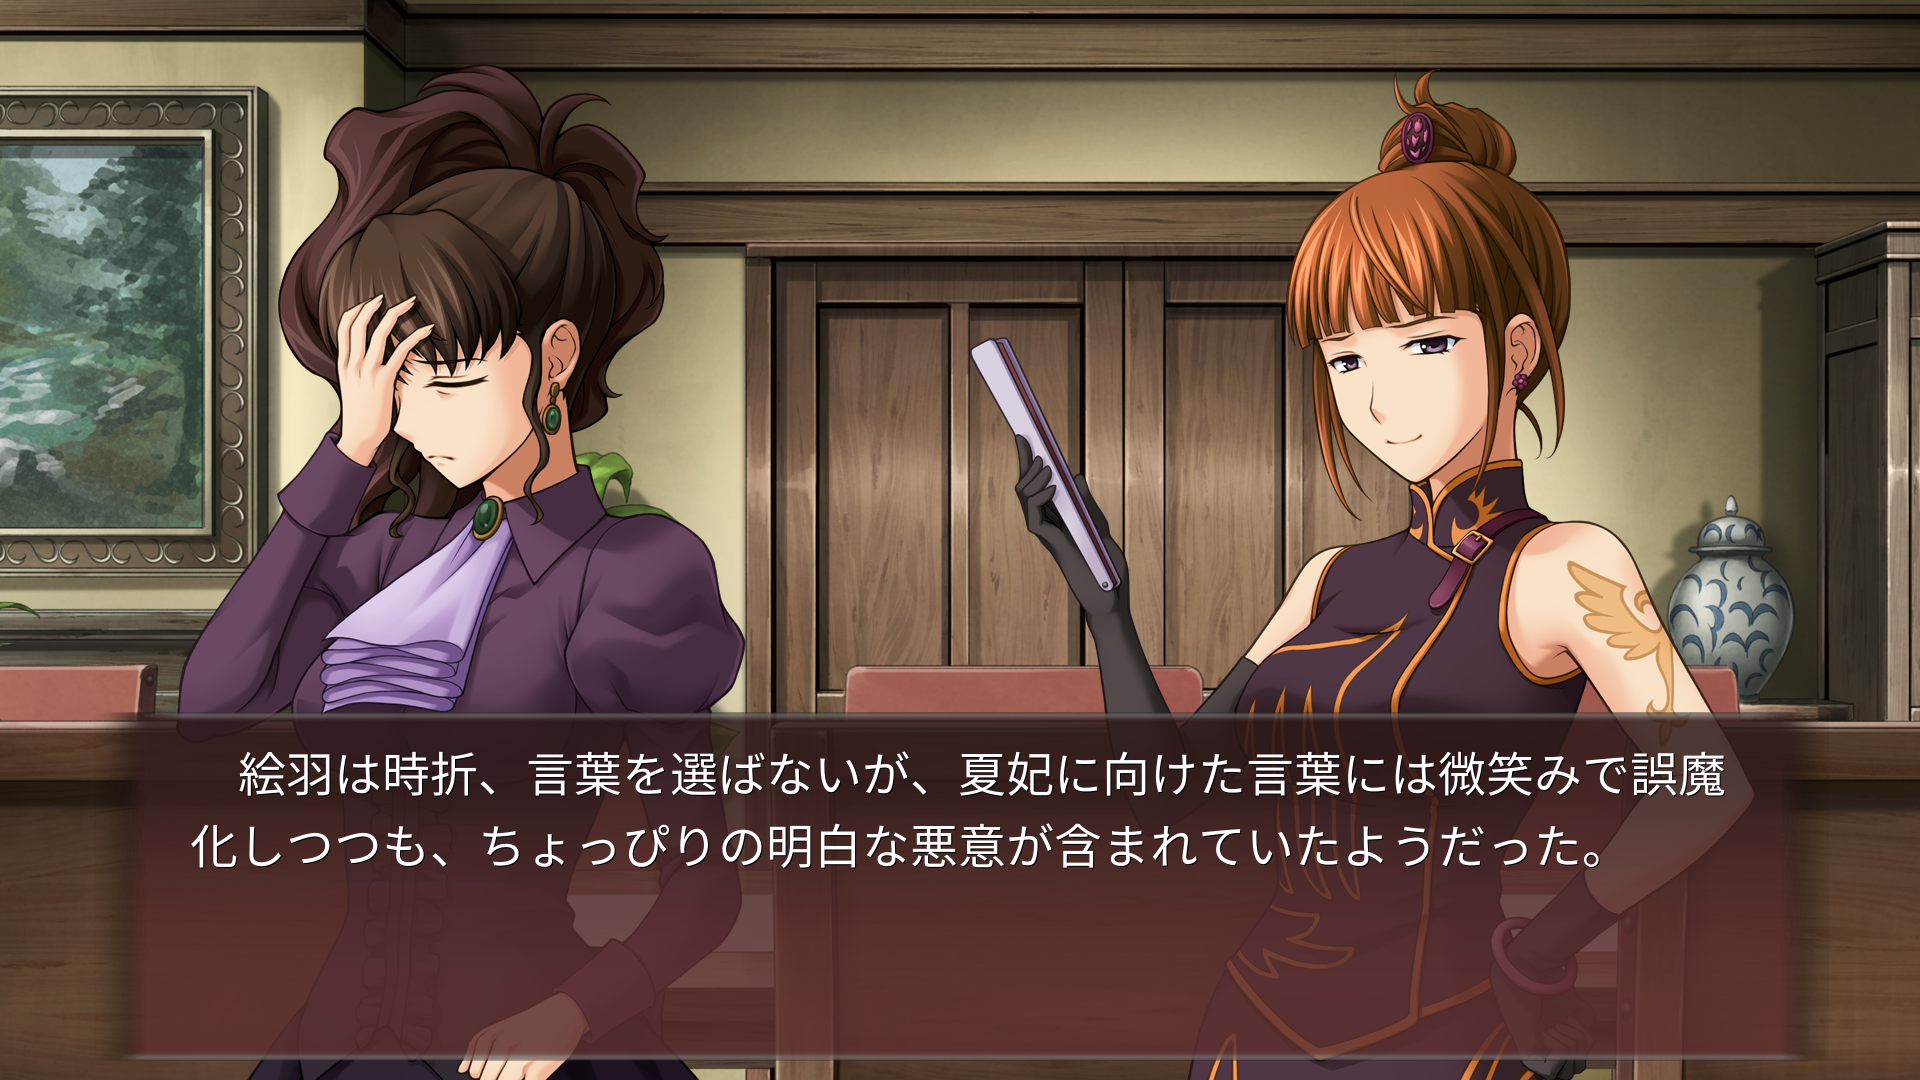 絵羽は時折、言葉を選ばないが、夏妃に向けた言葉には微笑みで誤魔
化しつつも、ちょっぴりの明白な悪意が含まれていたようだった。